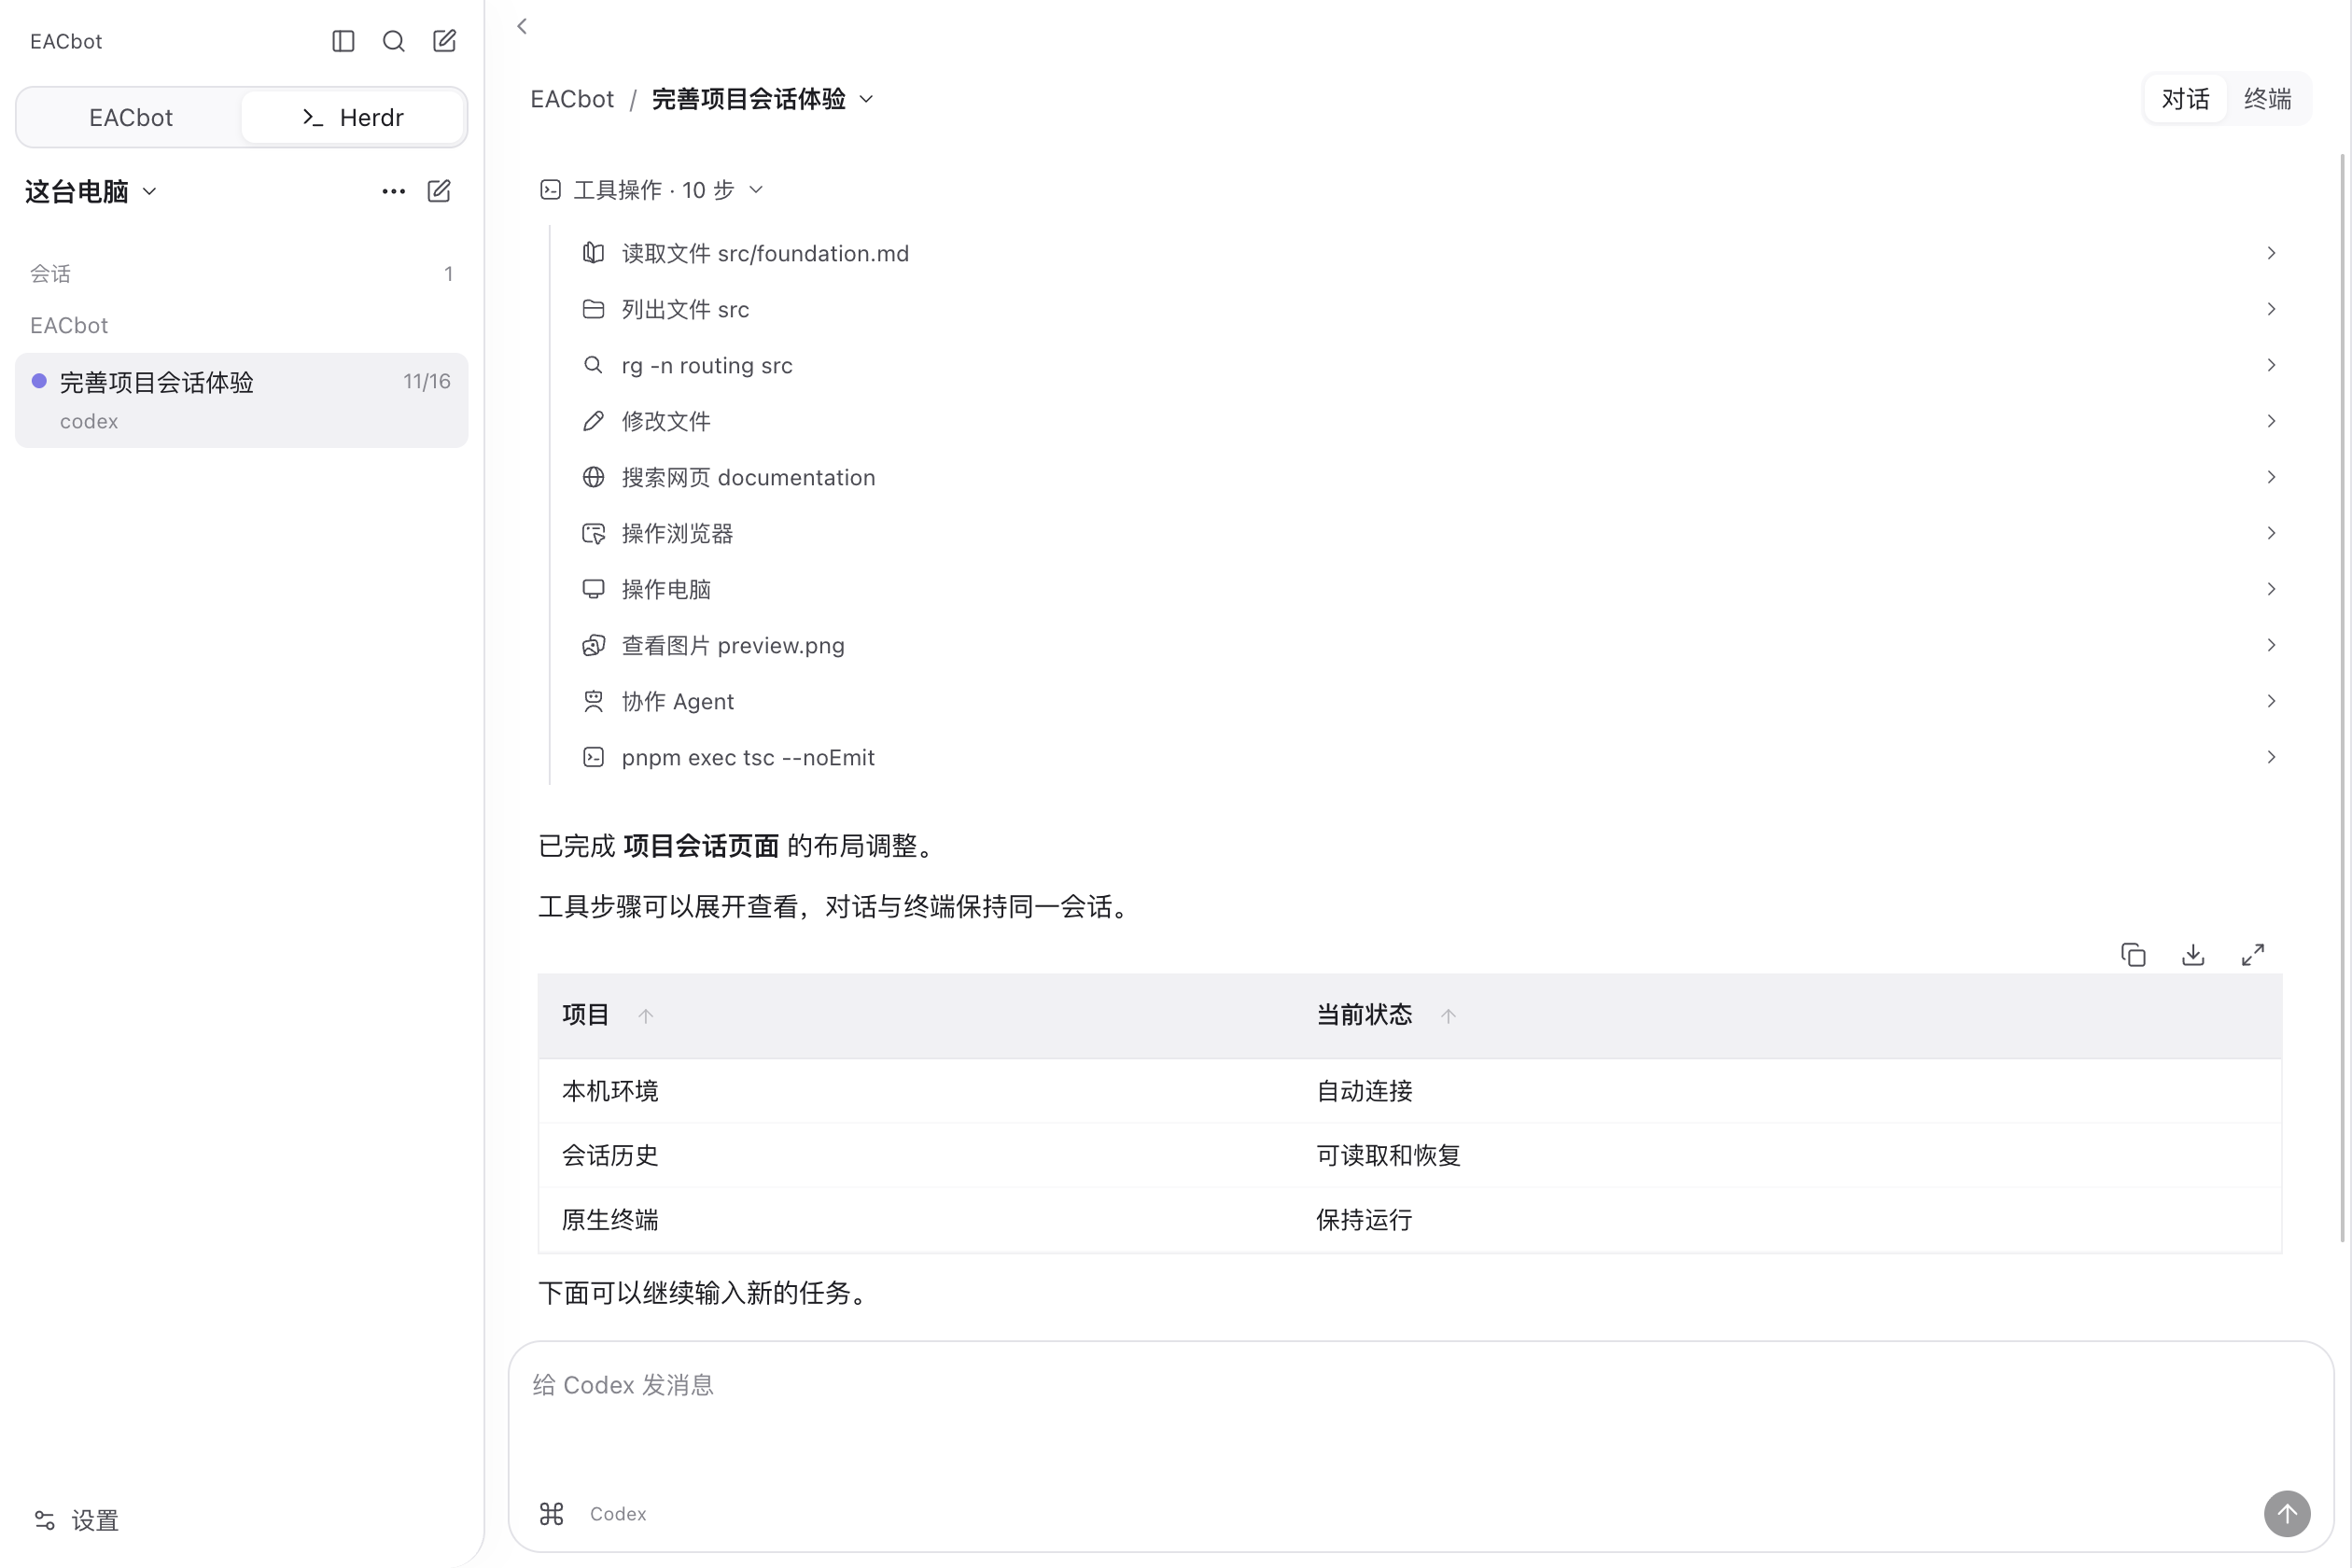 EACbot
EACbot
>_ Herdr
这台电脑
会话 1
EACbot
完善项目会话体验 11/16
codex
设置
EACbot / 完善项目会话体验
对话 终端
工具操作 · 10 步
读取文件 src/foundation.md
列出文件 src
rg -n routing src
修改文件
搜索网页 documentation
操作浏览器
操作电脑
查看图片 preview.png
协作 Agent
pnpm exec tsc --noEmit
已完成 项目会话页面 的布局调整。
工具步骤可以展开查看，对话与终端保持同一会话。
项目 当前状态
本机环境 自动连接
会话历史 可读取和恢复
原生终端 保持运行
下面可以继续输入新的任务。
给 Codex 发消息
Codex